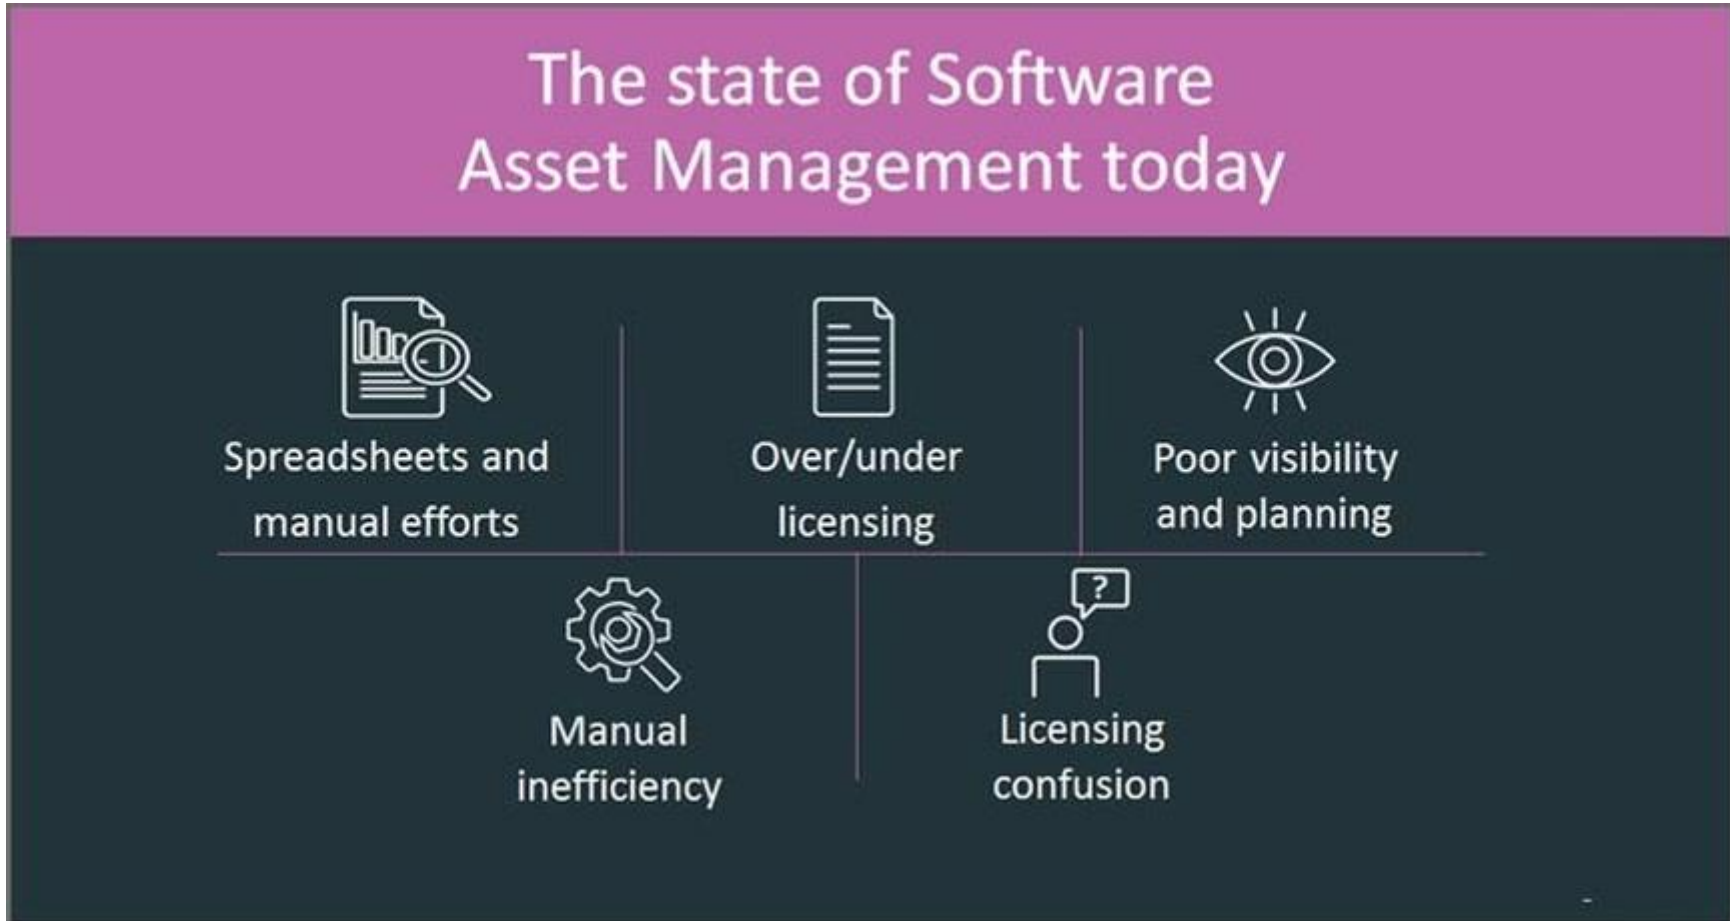 The state of Software
Asset Management today
Spreadsheets and
manual efforts
Over/under
licensing
Poor visibility
and planning
?
Manual
inefficiency
Licensing
confusion